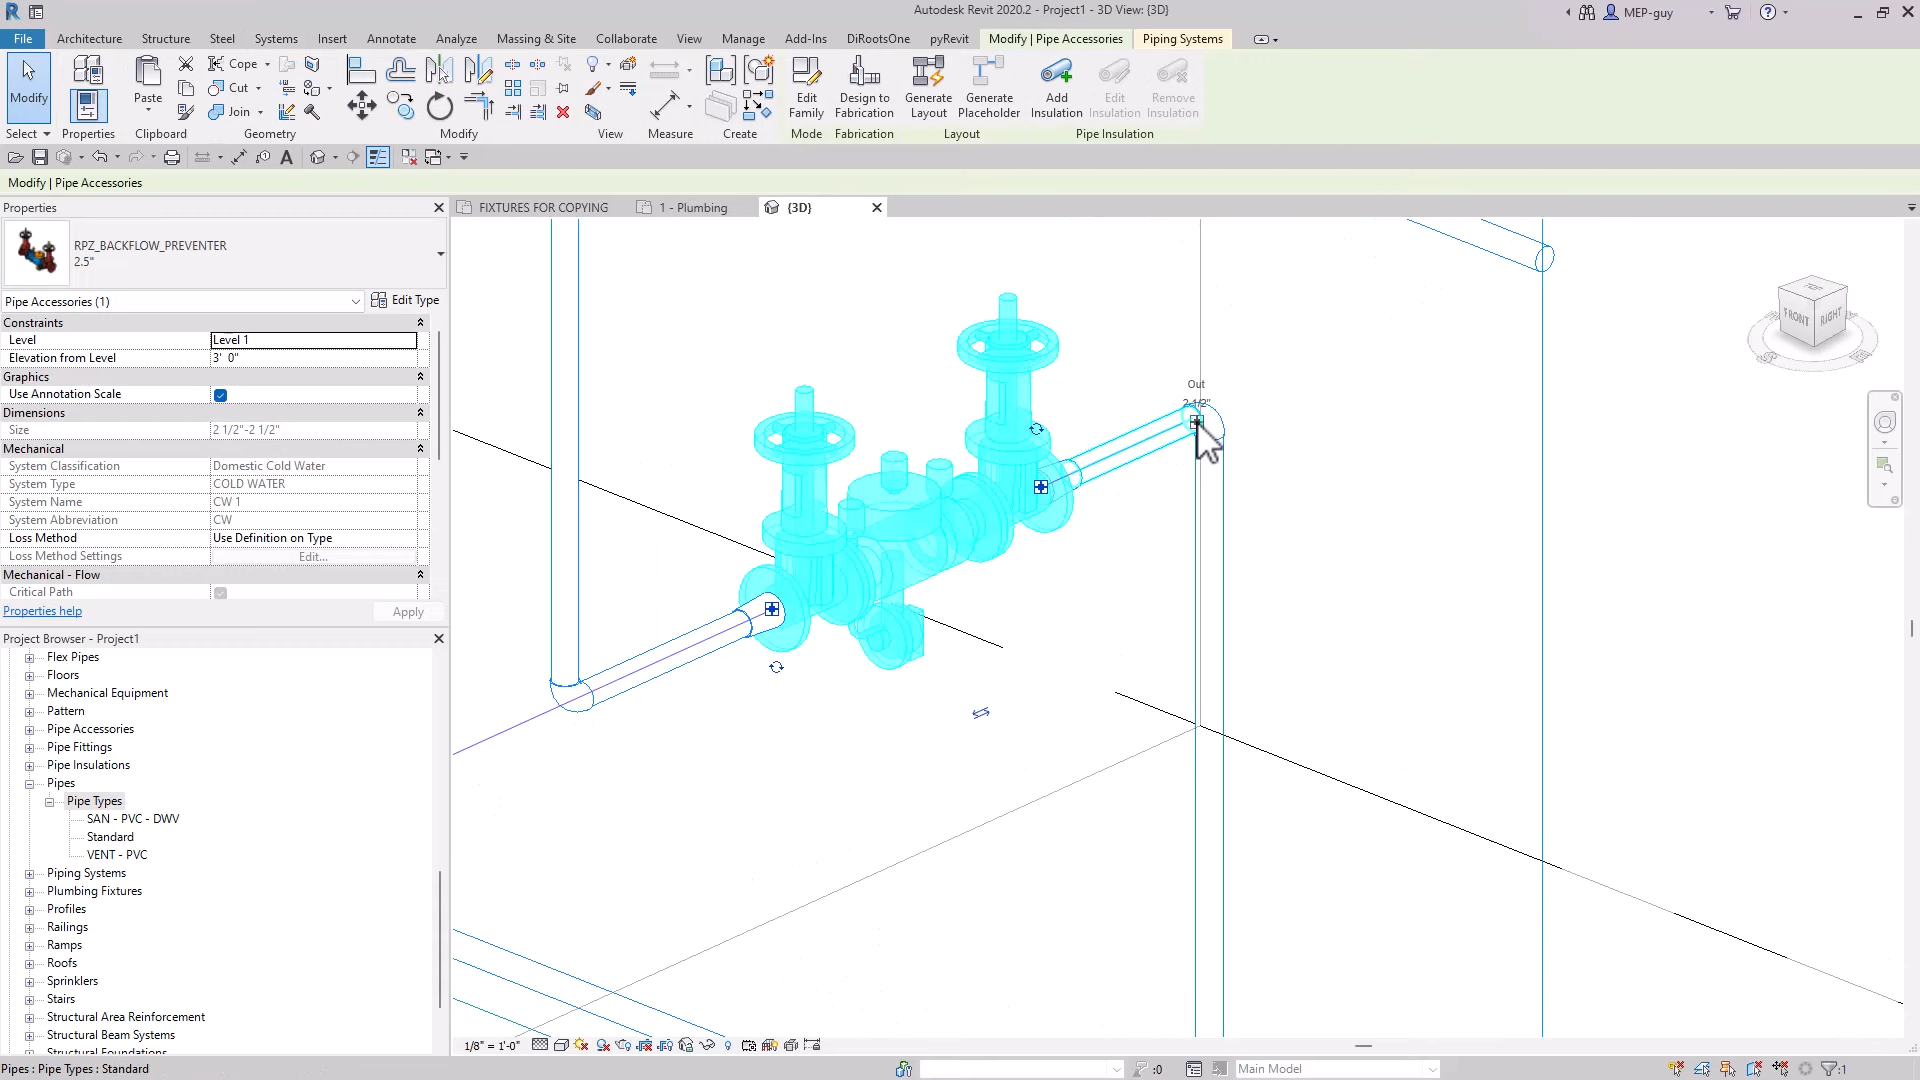 Autodesk Revit 2020.2 - Project1 - 3D View: {3D}
MEP-guy
File Architecture Structure Steel Systems Insert Annotate Analyze Massing & Site Collaborate View Manage Add-Ins DiRootsOne pyRevit Modify | Pipe Accessories Piping Systems
Modify
Paste
Cope
Cut
Join
Edit Family
Design to Fabrication
Generate Layout
Generate Placeholder
Add Insulation
Edit Insulation
Remove Insulation
Select Properties Clipboard Geometry Modify View Measure Create Mode Fabrication Layout Pipe Insulation
Modify | Pipe Accessories
Properties
FIXTURES FOR COPYING
1 - Plumbing
{3D}
RPZ_BACKFLOW_PREVENTER
2.5"
Pipe Accessories (1)
Edit Type
Constraints
Level Level 1
Elevation from Level 3' 0"
Graphics
Use Annotation Scale
Dimensions
Size 2 1/2"-2 1/2"
Mechanical
System Classification Domestic Cold Water
System Type COLD WATER
System Name CW 1
System Abbreviation CW
Loss Method Use Definition on Type
Loss Method Settings Edit...
Mechanical - Flow
Critical Path
Properties help
Apply
Project Browser - Project1
Flex Pipes
Floors
Mechanical Equipment
Pattern
Pipe Accessories
Pipe Fittings
Pipe Insulations
Pipes
Pipe Types
SAN - PVC - DWV
Standard
VENT - PVC
Piping Systems
Plumbing Fixtures
Profiles
Railings
Ramps
Roofs
Sprinklers
Stairs
Structural Area Reinforcement
Structural Beam Systems
Structural Foundations
Out
2 1/2"
TOP
FRONT
RIGHT
1/8" = 1'-0"
Pipes : Pipe Types : Standard
:0
Main Model
:1